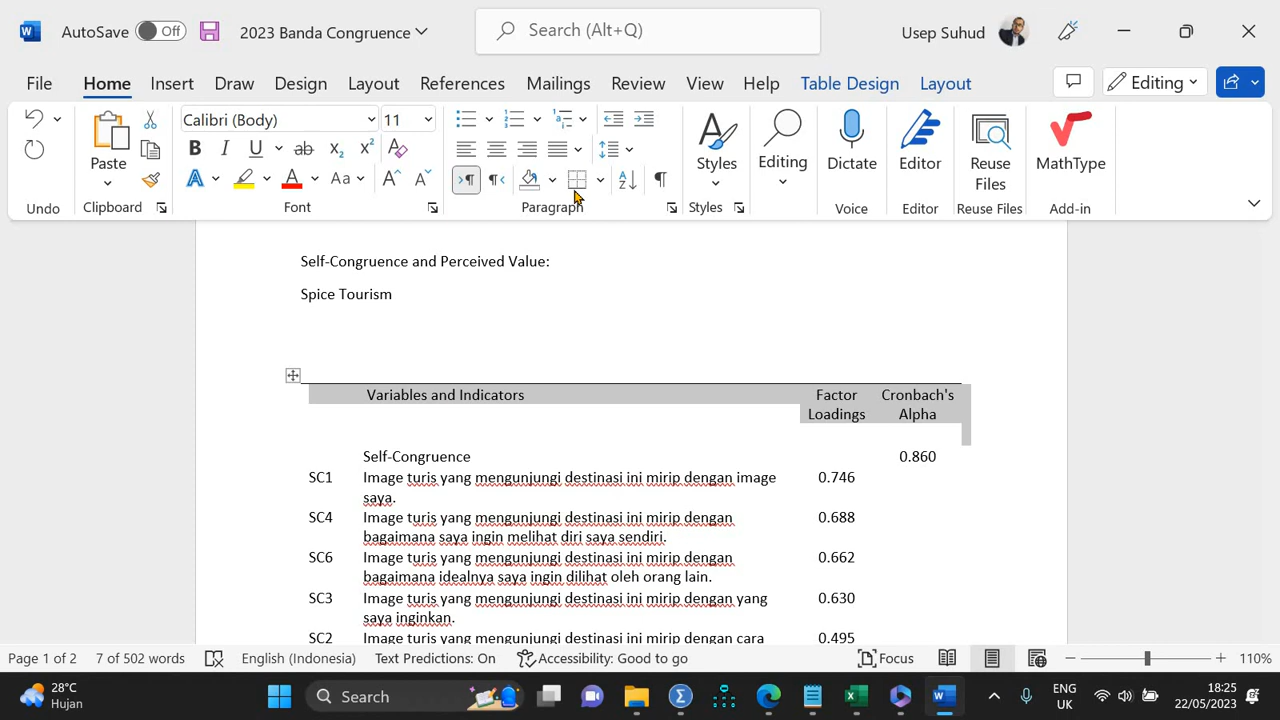 AutoSave Off 2023 Banda Congruence Search (Alt+Q) Usep Suhud
File Home Insert Draw Design Layout References Mailings Review View Help Table Design Layout Editing
Calibri (Body) 11
Paste Styles Editing Dictate Editor Reuse Files MathType
Undo Clipboard Font Paragraph Styles Voice Editor Reuse Files Add-in
Self-Congruence and Perceived Value:
Spice Tourism
Variables and Indicators Factor Cronbach's
Loadings Alpha
Self-Congruence 0.860
SC1 Image turis yang mengunjungi destinasi ini mirip dengan image 0.746
saya.
SC4 Image turis yang mengunjungi destinasi ini mirip dengan 0.688
bagaimana saya ingin melihat diri saya sendiri.
SC6 Image turis yang mengunjungi destinasi ini mirip dengan 0.662
bagaimana idealnya saya ingin dilihat oleh orang lain.
SC3 Image turis yang mengunjungi destinasi ini mirip dengan yang 0.630
saya inginkan.
SC2 Image turis yang mengunjungi destinasi ini mirip dengan cara 0.495
Page 1 of 2 7 of 502 words English (Indonesia) Text Predictions: On Accessibility: Good to go Focus 110%
28°C Search ENG 18:25
Hujan UK 22/05/2023